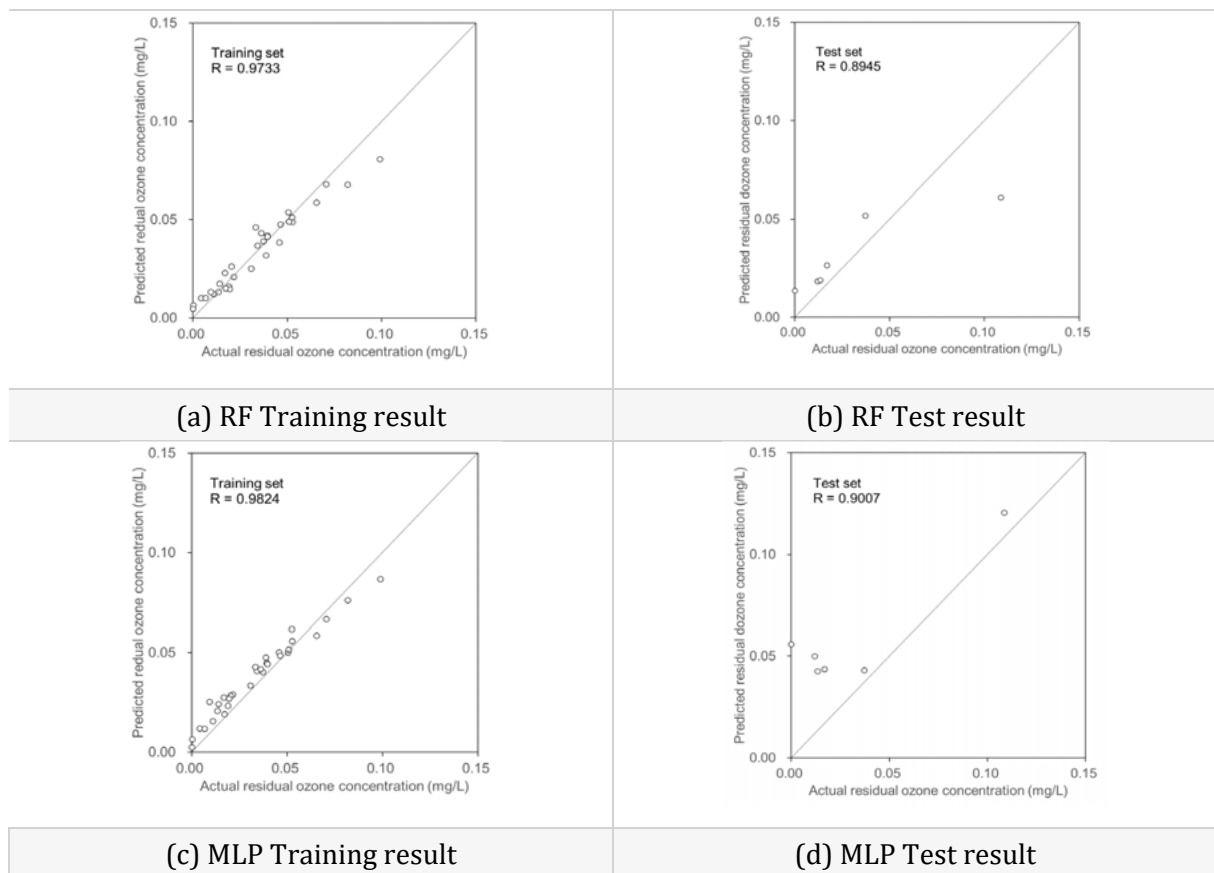 Predicted redual ozone concentration (mg/L)
0.15
0.10
0.05
0.00
Training set
R = 0.9733
0.00 0.05 0.10 0.15
Actual residual ozone concentration (mg/L)
Predicted residual dozone concentration (mg/L)
0.15
0.10
0.05
0.00
Test set
R = 0.8945
0.00 0.05 0.10 0.15
Actual residual ozone concentration (mg/L)
(a) RF Training result
(b) RF Test result
Predicted redual ozone concentration (mg/L)
0.15
0.10
0.05
0.00
Training set
R = 0.9824
0.00 0.05 0.10 0.15
Actual residual ozone concentration (mg/L)
Predicted residual dozone concentration (mg/L)
0.15
0.10
0.05
0.00
Test set
R = 0.9007
0.00 0.05 0.10 0.15
Actual residual ozone concentration (mg/L)
(c) MLP Training result
(d) MLP Test result